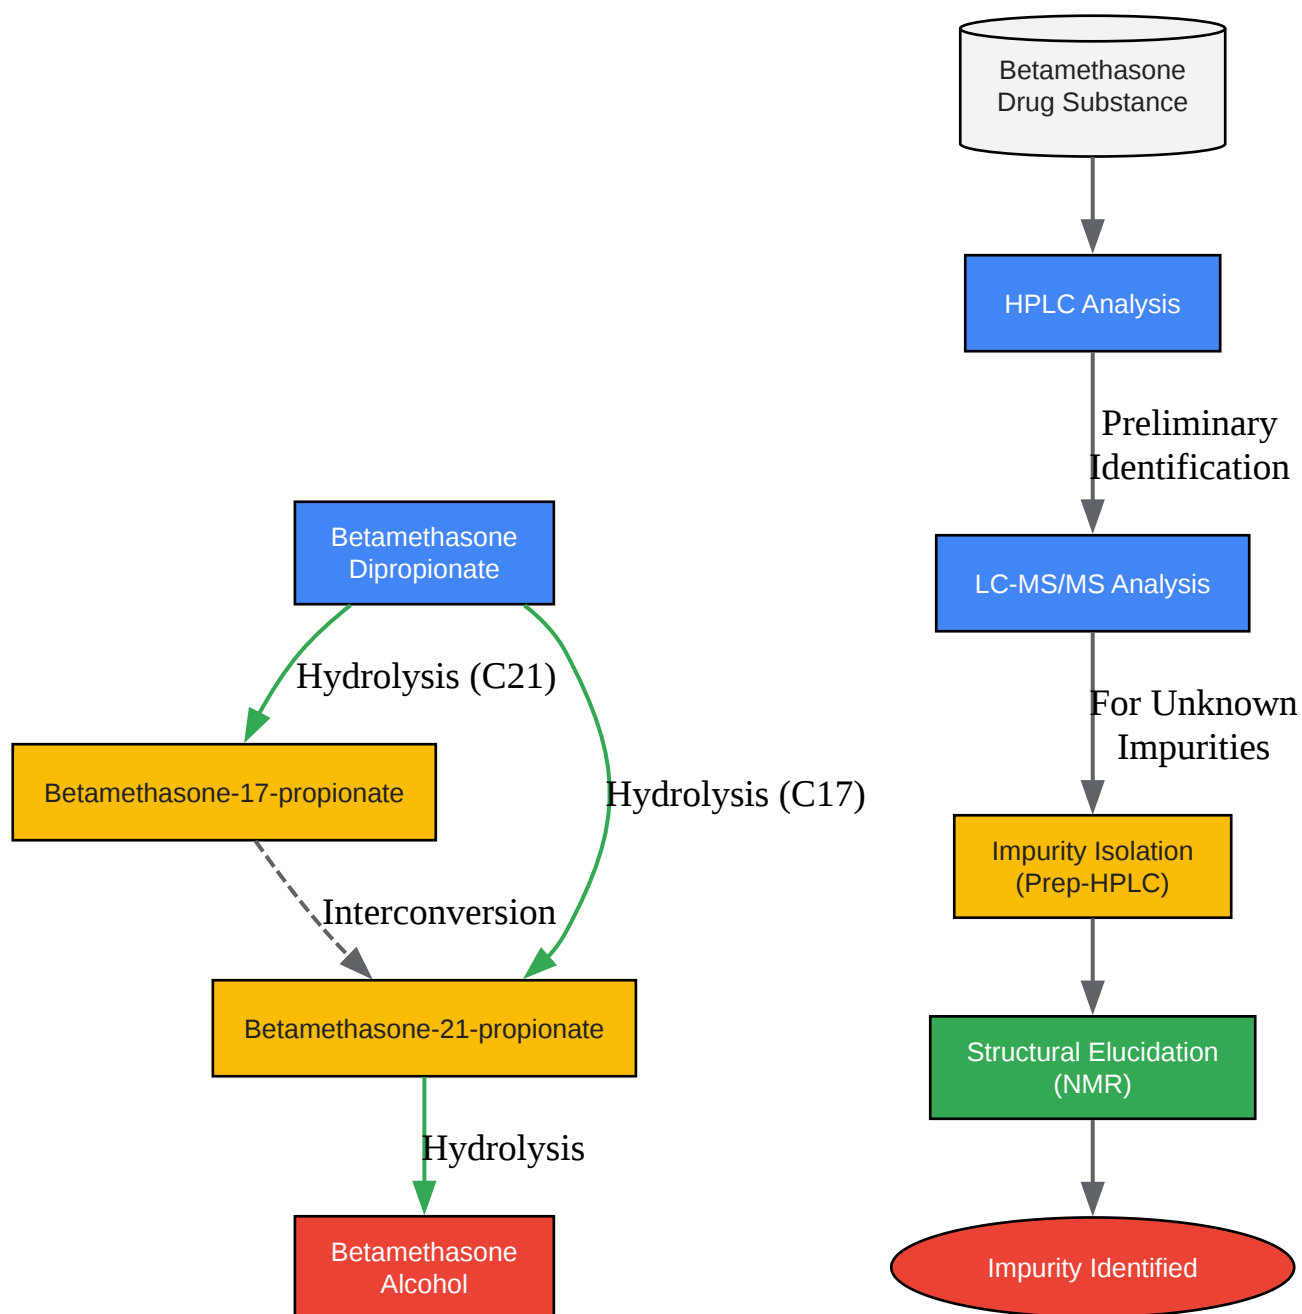 Betamethasone
Dipropionate
Hydrolysis (C21)
Betamethasone-17-propionate
Hydrolysis (C17)
Interconversion
Betamethasone-21-propionate
Hydrolysis
Betamethasone
Alcohol
Betamethasone
Drug Substance
HPLC Analysis
Preliminary
Identification
LC-MS/MS Analysis
For Unknown
Impurities
Impurity Isolation
(Prep-HPLC)
Structural Elucidation
(NMR)
Impurity Identified